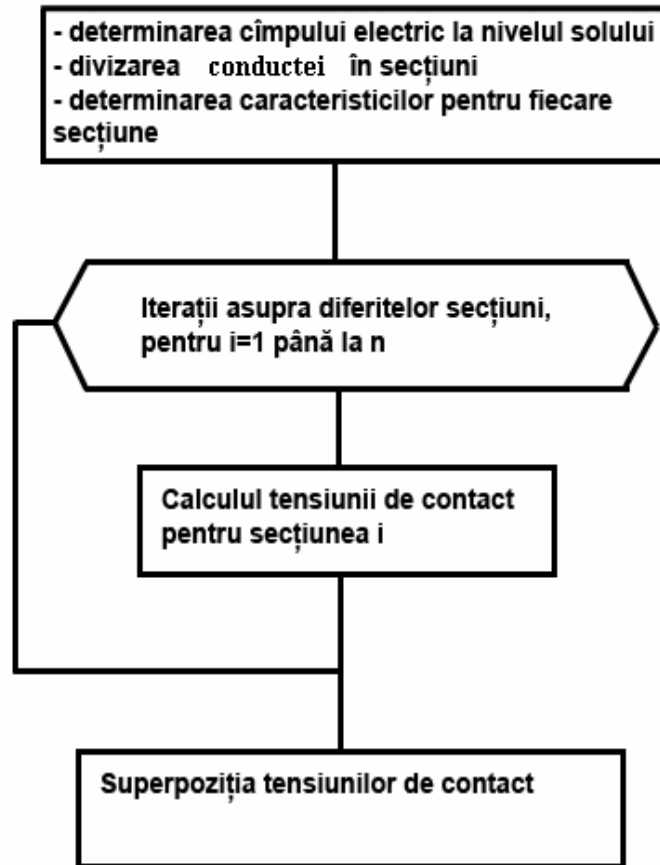 - determinarea cîmpului electric la nivelul solului
- divizarea conductei în secțiuni
- determinarea caracteristicilor pentru fiecare
secțiune
Iterații asupra diferitelor secțiuni,
pentru i=1 până la n
Calculul tensiunii de contact
pentru secțiunea i
Superpoziția tensiunilor de contact